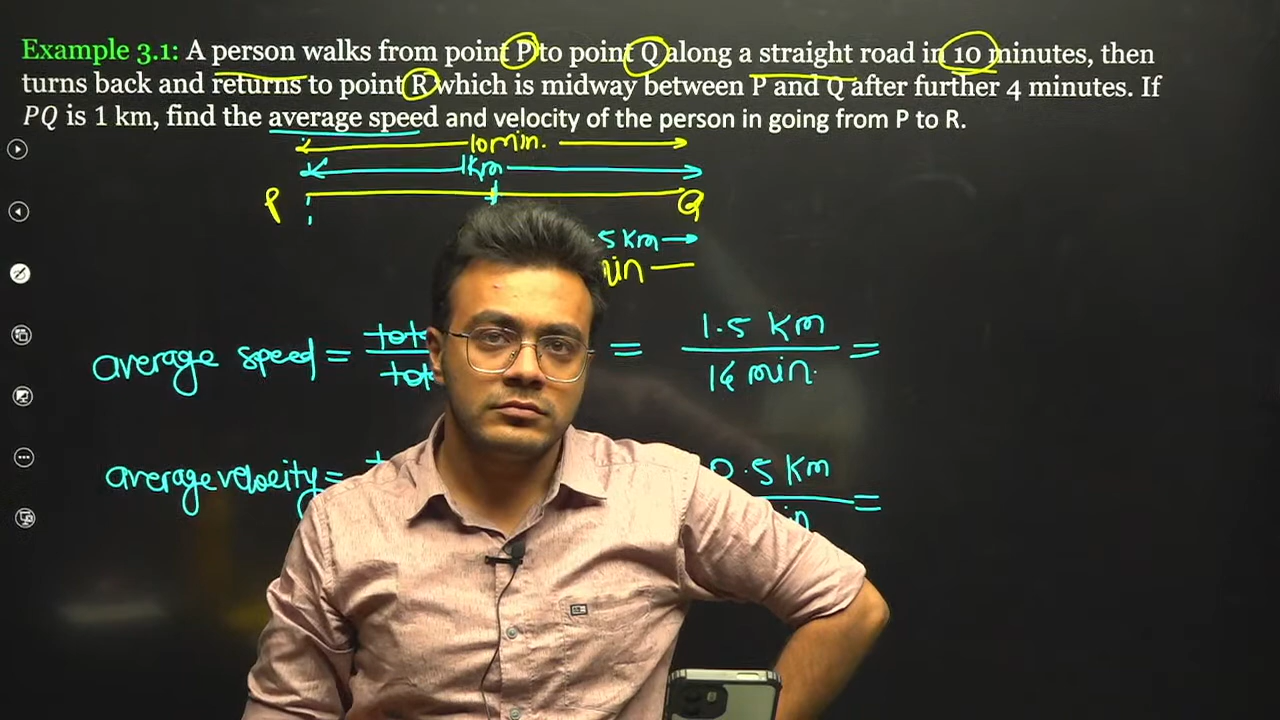 Example 3.1: A person walks from point P to point Q along a straight road in 10 minutes, then
turns back and returns to point R which is midway between P and Q after further 4 minutes. If
PQ is 1 km, find the average speed and velocity of the person in going from P to R.
10min.
1Km
P Q
5 Km
average speed = = 1.5 Km
14 min. =
average velocity = 0.5 Km
=